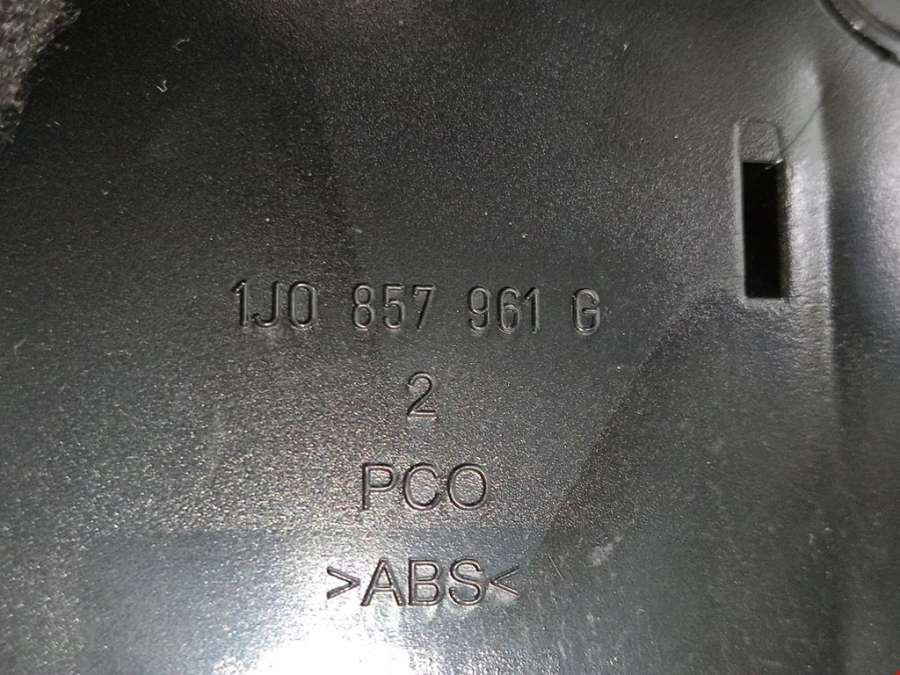 1J0 857 961 G
2
PCO
>ABS<